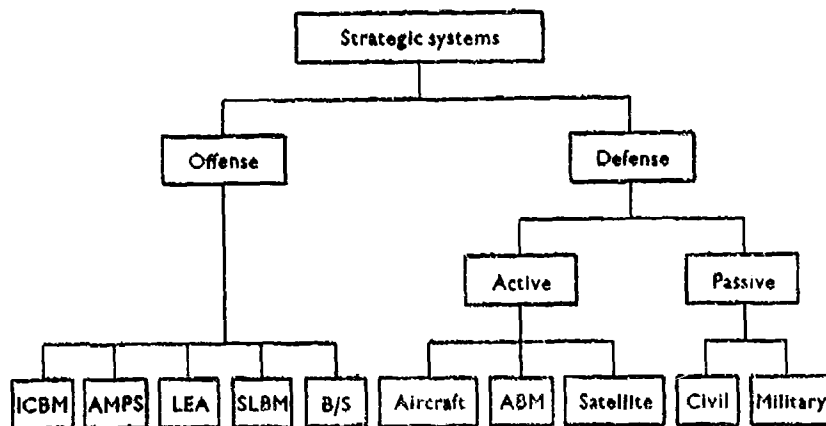 Strategic systems
Offense
Defense
Active
Passive
ICBM
AMPS
LEA
SLBM
B/S
Aircraft
ABM
Satellite
Civil
Military